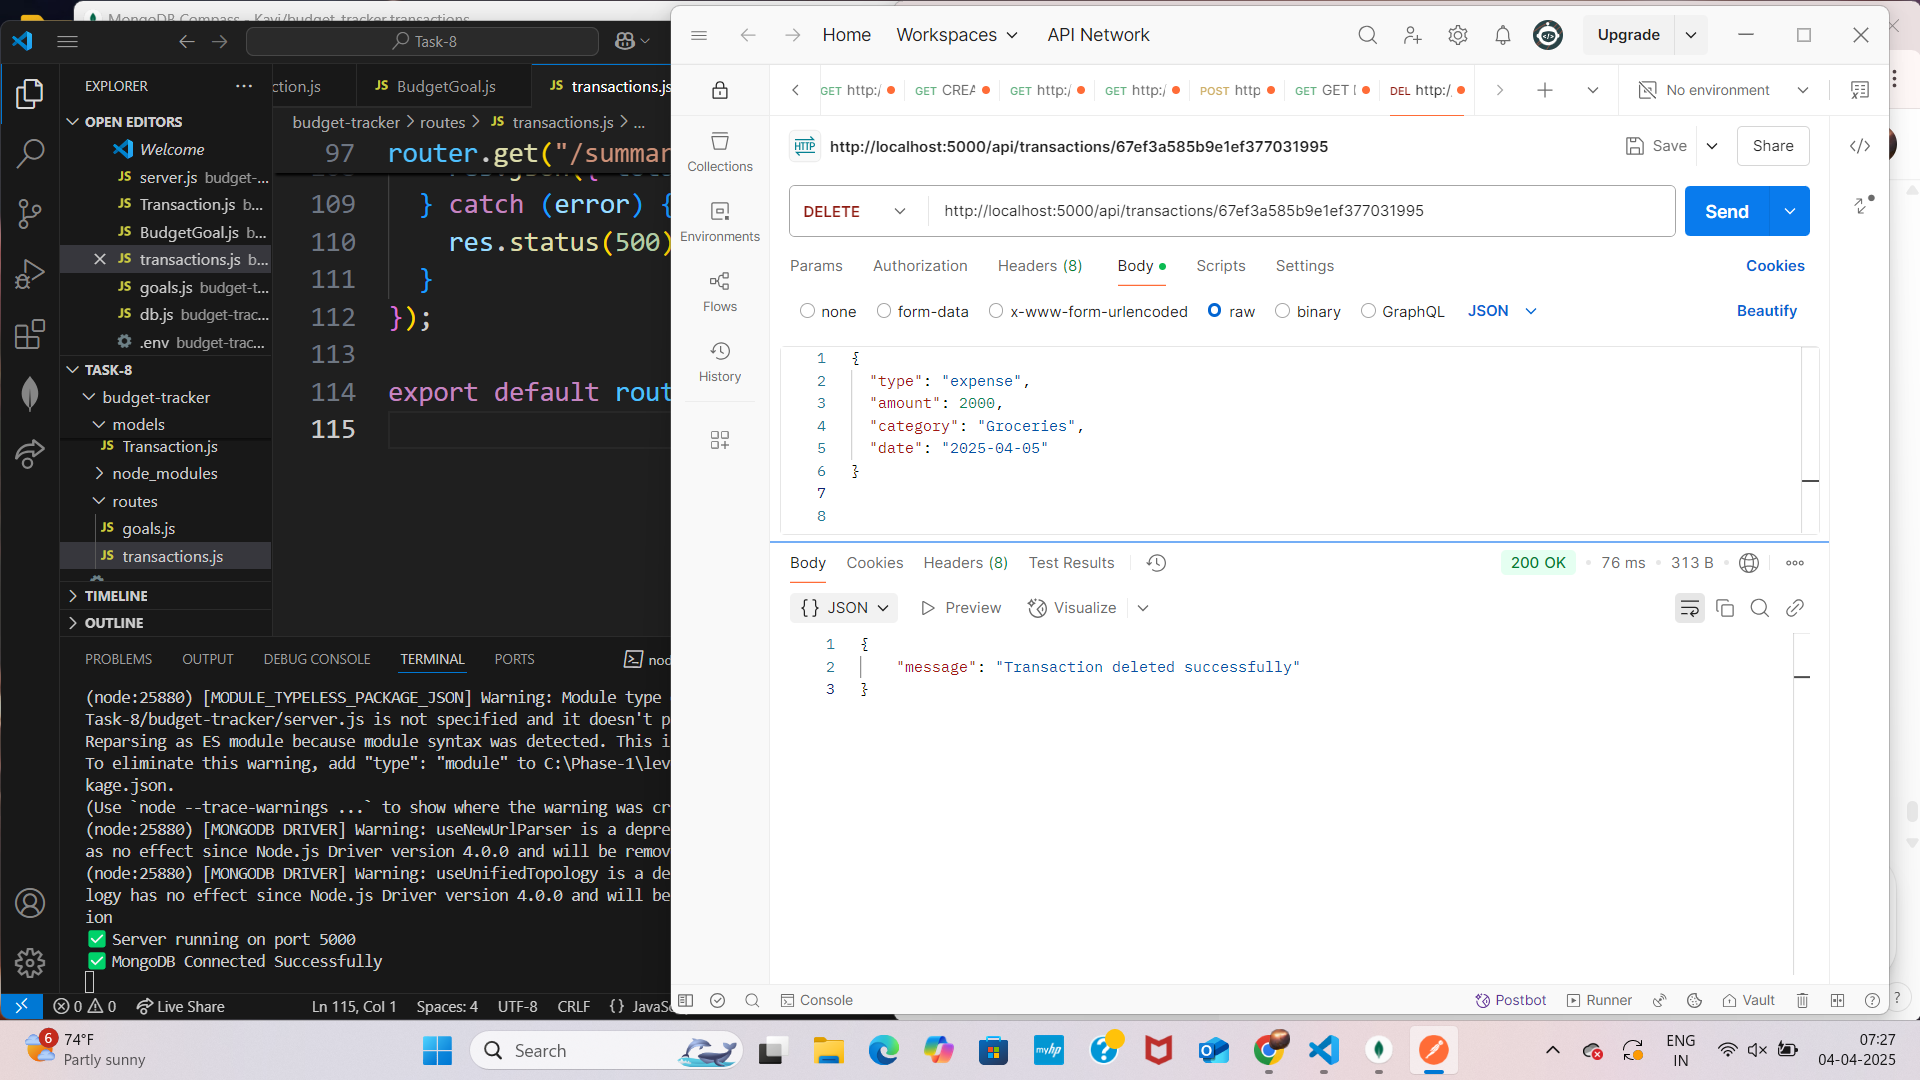 MongoDB Compass - Kavi/budget-tracker.transactions
Task-8
EXPLORER
ction.js
BudgetGoal.js
transactions.js
OPEN EDITORS
Welcome
server.js budget-...
Transaction.js b...
BudgetGoal.js b...
transactions.js b...
goals.js budget-t...
db.js budget-trac...
.env budget-trac...
TASK-8
budget-tracker
models
Transaction.js
node_modules
routes
goals.js
transactions.js
TIMELINE
OUTLINE
budget-tracker > routes > JS transactions.js > ...
97 router.get("/summar
109 } catch (error) {
110 res.status(500)
111 }
112 });
113
114 export default rout
115
PROBLEMS OUTPUT DEBUG CONSOLE TERMINAL PORTS
(node:25880) [MODULE_TYPELESS_PACKAGE_JSON] Warning: Module type
Task-8/budget-tracker/server.js is not specified and it doesn't p
Reparsing as ES module because module syntax was detected. This i
To eliminate this warning, add "type": "module" to C:\Phase-1\lev
kage.json.
(Use `node --trace-warnings ...` to show where the warning was cr
(node:25880) [MONGODB DRIVER] Warning: useNewUrlParser is a depre
as no effect since Node.js Driver version 4.0.0 and will be remov
(node:25880) [MONGODB DRIVER] Warning: useUnifiedTopology is a de
logy has no effect since Node.js Driver version 4.0.0 and will be
ion
✅ Server running on port 5000
✅ MongoDB Connected Successfully
0 0 Live Share Ln 115, Col 1 Spaces: 4 UTF-8 CRLF {} JavaSc
Home Workspaces API Network Upgrade
GET http:/ GET CREA GET http:/ GET http:/ POST http GET GET DEL http:/ No environment
HTTP http://localhost:5000/api/transactions/67ef3a585b9e1ef377031995 Save Share
Collections
Environments
Flows
History
DELETE http://localhost:5000/api/transactions/67ef3a585b9e1ef377031995 Send
Params Authorization Headers (8) Body Scripts Settings Cookies
none form-data x-www-form-urlencoded raw binary GraphQL JSON Beautify
1 {
2 "type": "expense",
3 "amount": 2000,
4 "category": "Groceries",
5 "date": "2025-04-05"
6 }
7
8
Body Cookies Headers (8) Test Results 200 OK 76 ms 313 B
{} JSON Preview Visualize
1 {
2 "message": "Transaction deleted successfully"
3 }
Console Postbot Runner Vault
6 74°F
Partly sunny
Search
myhp
ENG
IN
07:27
04-04-2025